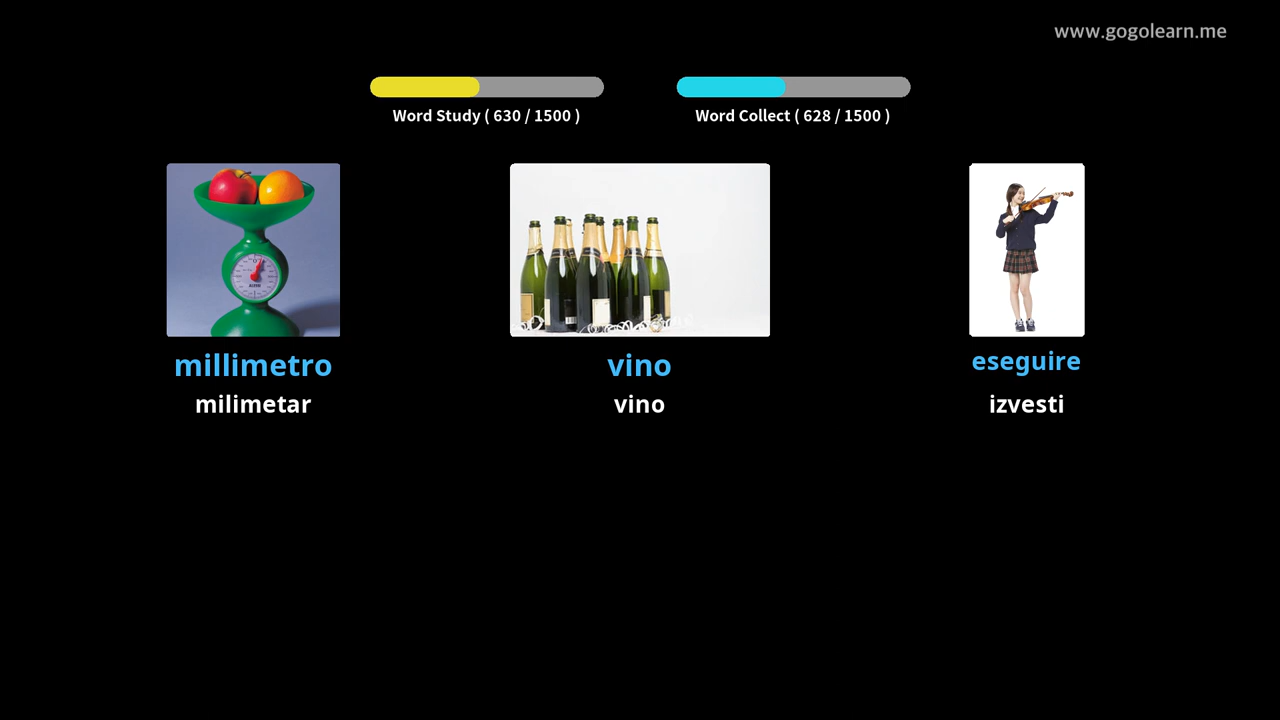 www.gogolearn.me
Word Study ( 630 / 1500 )
Word Collect ( 628 / 1500 )
millimetro
vino
eseguire
milimetar
vino
izvesti